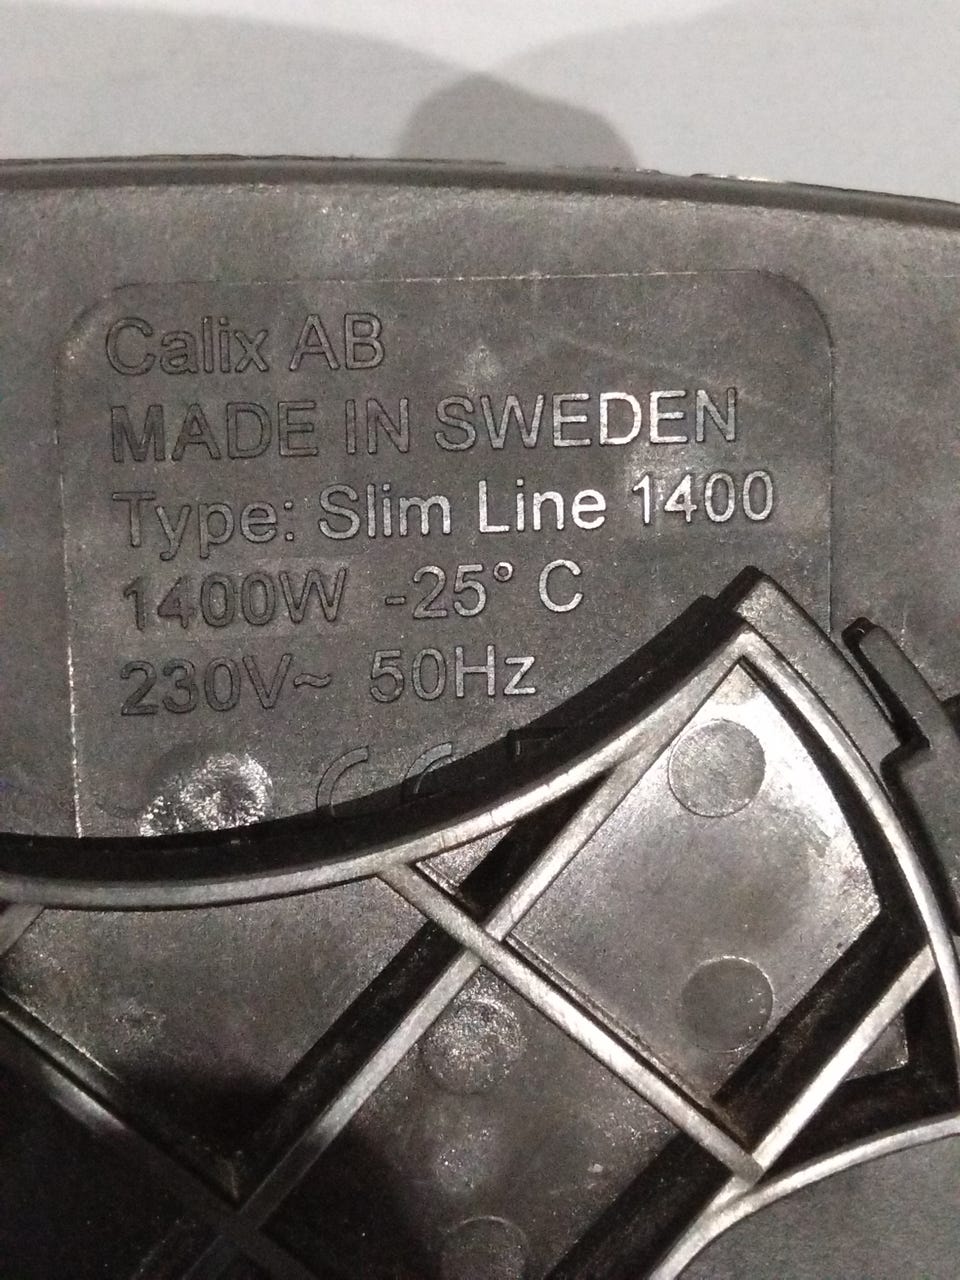 Calix AB
MADE IN SWEDEN
Type: Slim Line 1400
1400W -25° C
230V~ 50Hz